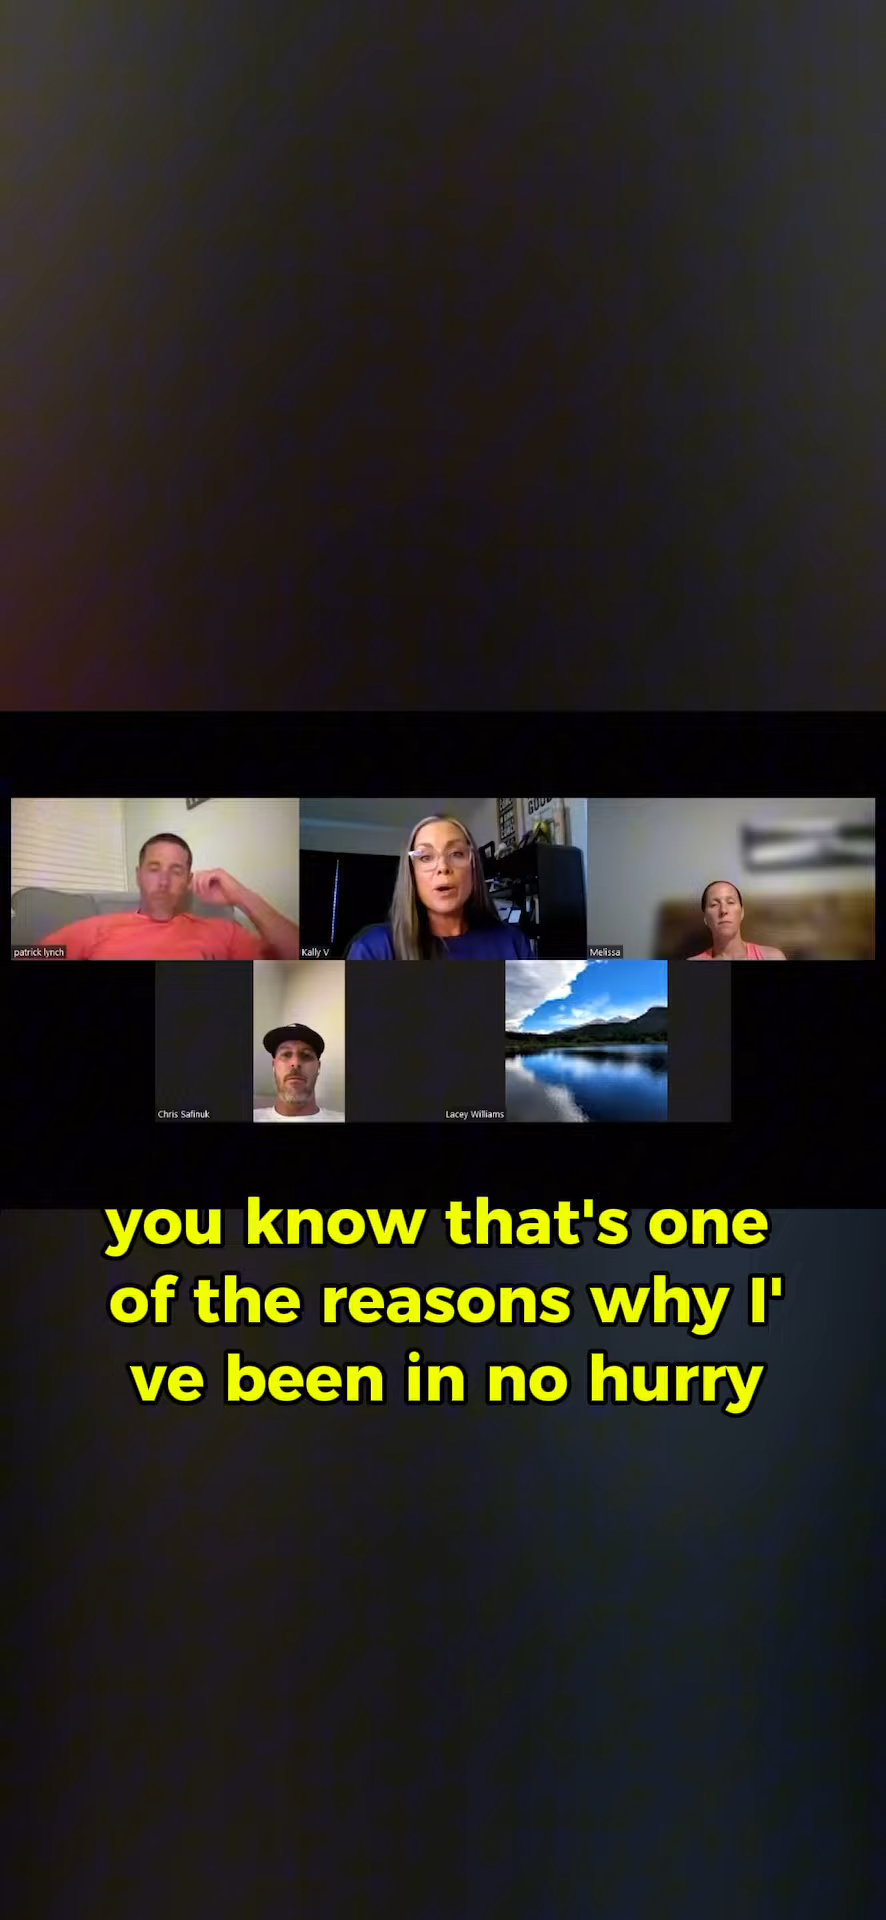 GOOD
patrick lynch
Kally V
Melissa
Chris Safinuk
Lacey Williams
you know that's one
of the reasons why I'
ve been in no hurry